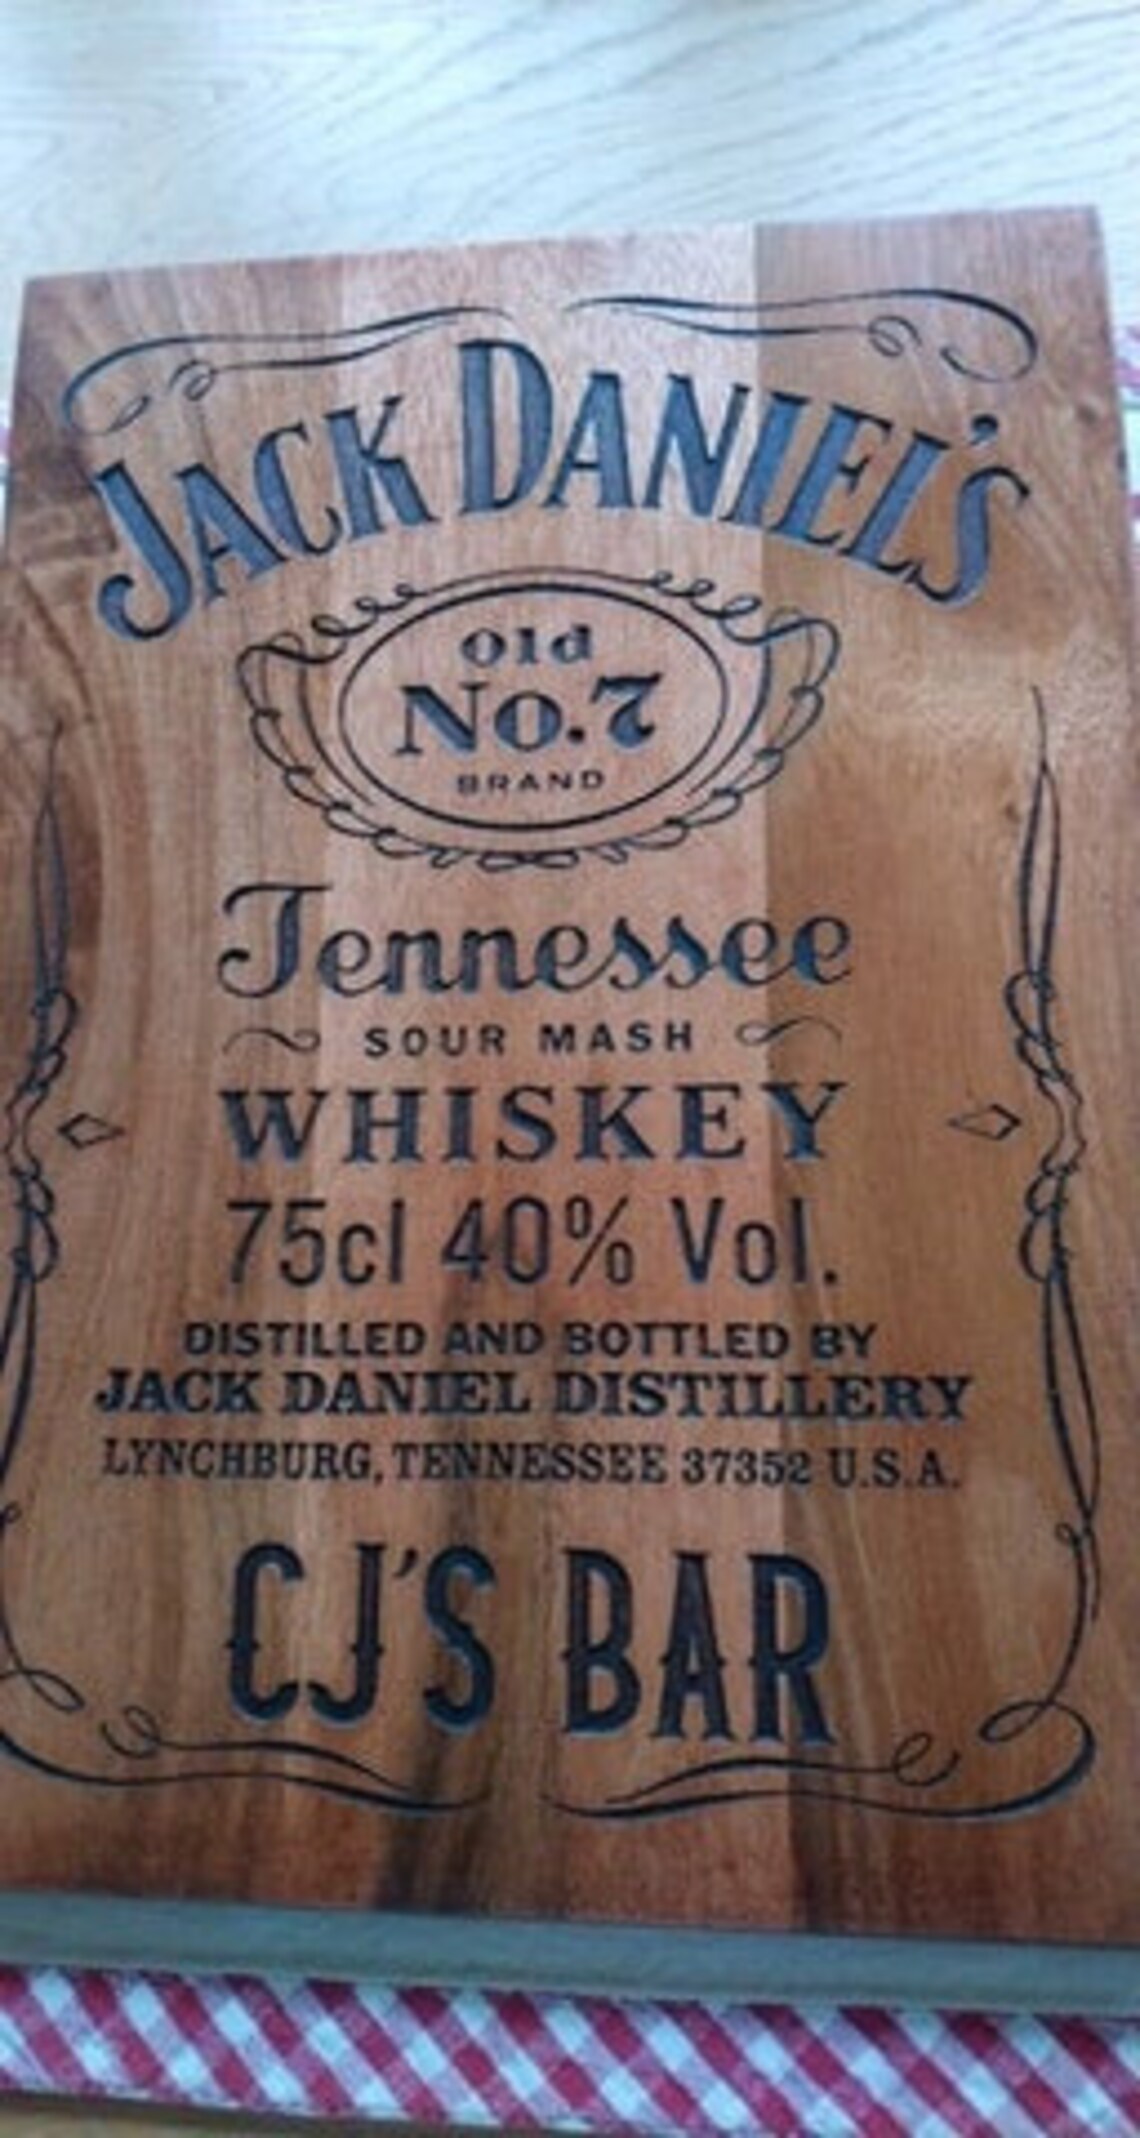 JACK DANIEL'S
Old
No.7
BRAND
Tennessee
SOUR MASH
WHISKEY
75cl 40% Vol.
DISTILLED AND BOTTLED BY
JACK DANIEL DISTILLERY
LYNCHBURG, TENNESSEE 37352 U.S.A.
CJ'S BAR